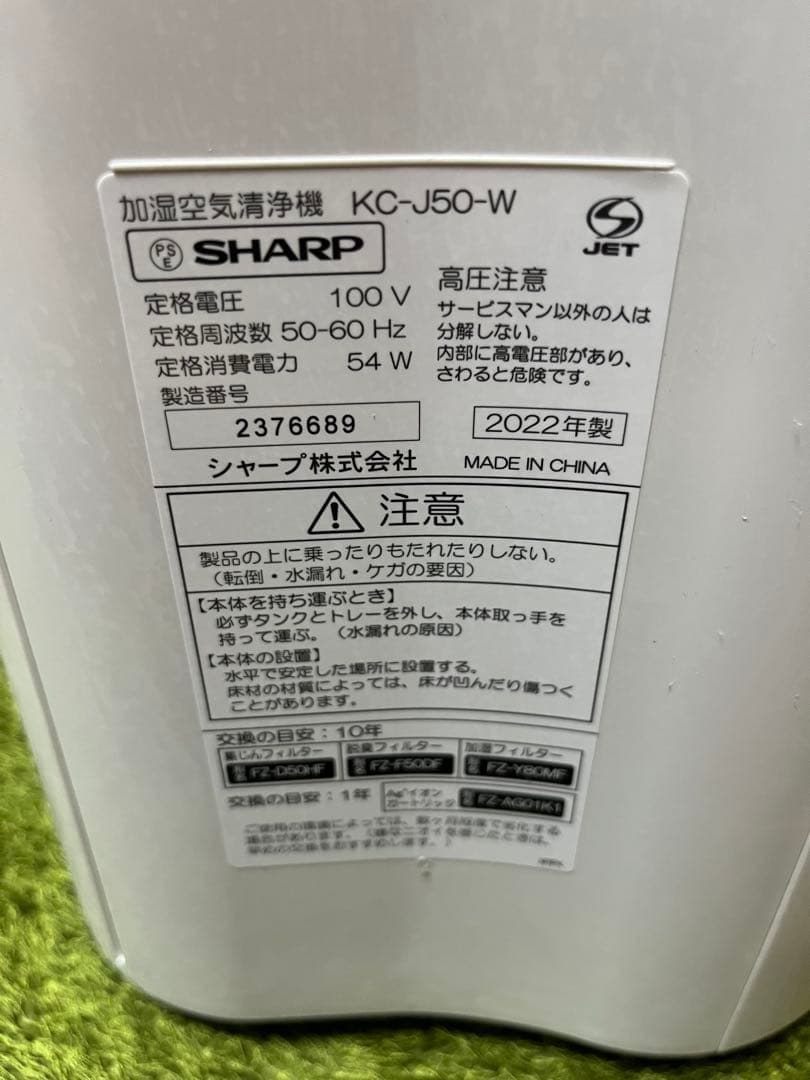 加湿空気清浄機 KC-J50-W
PSE SHARP
JET
定格電圧 100 V
定格周波数 50-60 Hz
定格消費電力 54 W
製造番号
2376689
高圧注意
サービスマン以外の人は
分解しない。
内部に高電圧部があり、
さわると危険です。
2022年製
シャープ株式会社 MADE IN CHINA
注意
製品の上に乗ったりもたれたりしない。
(転倒・水漏れ・ケガの要因)
【本体を持ち運ぶとき】
必ずタンクとトレーを外し、本体取っ手を
持って運ぶ。(水漏れの原因)
【本体の設置】
水平で安定した場所に設置する。
床材の材質によっては、床が凹んだり傷つく
ことがあります。
交換の目安:10年
集じんフィルター 脱臭フィルター 加湿フィルター
FZ-D50HF FZ-F50DF FZ-Y80MF
交換の目安:1年
Ag⁺イオン
カートリッジ
FZ-AG01K1